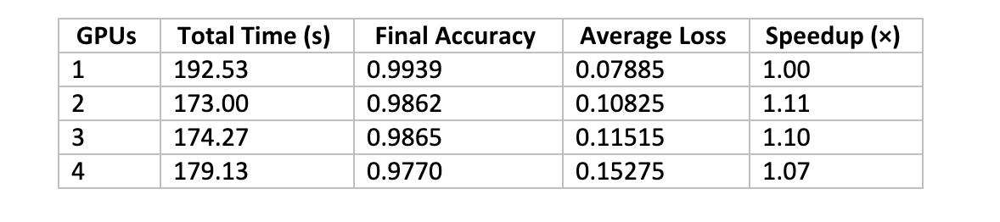 GPUs Total Time (s) Final Accuracy Average Loss Speedup (×)
1 192.53 0.9939 0.07885 1.00
2 173.00 0.9862 0.10825 1.11
3 174.27 0.9865 0.11515 1.10
4 179.13 0.9770 0.15275 1.07